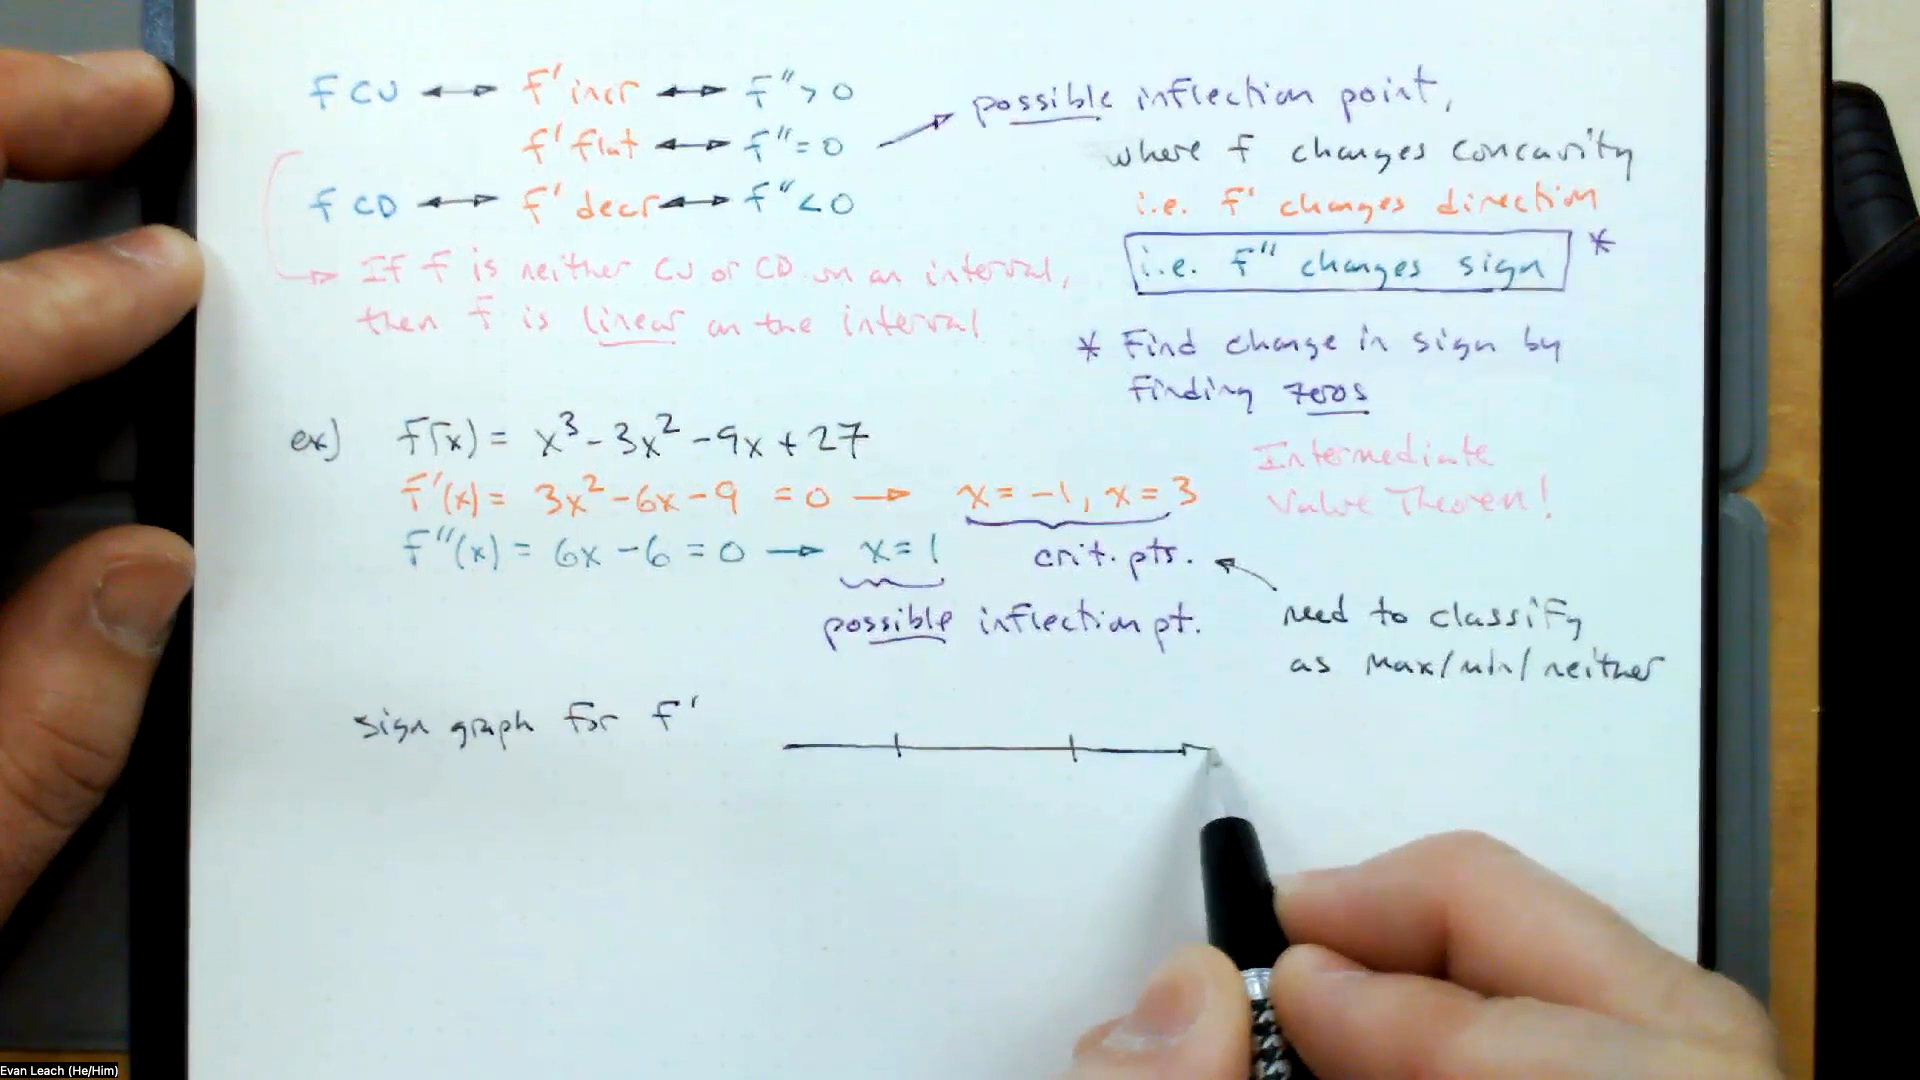 f CU ↔ f' incr ↔ f'' > 0
f' flat ↔ f'' = 0 → possible inflection point,
where f changes concavity
f CD ↔ f' decr ↔ f'' < 0
i.e. f' changes direction
i.e. f'' changes sign *
→ If f is neither CU or CD on an interval,
then f is linear on the interval
* Find change in sign by
finding zeros
Intermediate
Value Theorem!
ex) f(x) = x³ - 3x² - 9x + 27
f'(x) = 3x² - 6x - 9 = 0 → x = -1, x = 3
f''(x) = 6x - 6 = 0 → x = 1
crit. pts.
possible inflection pt.
need to classify
as max/min/neither
sign graph for f'
Evan Leach (He/Him)